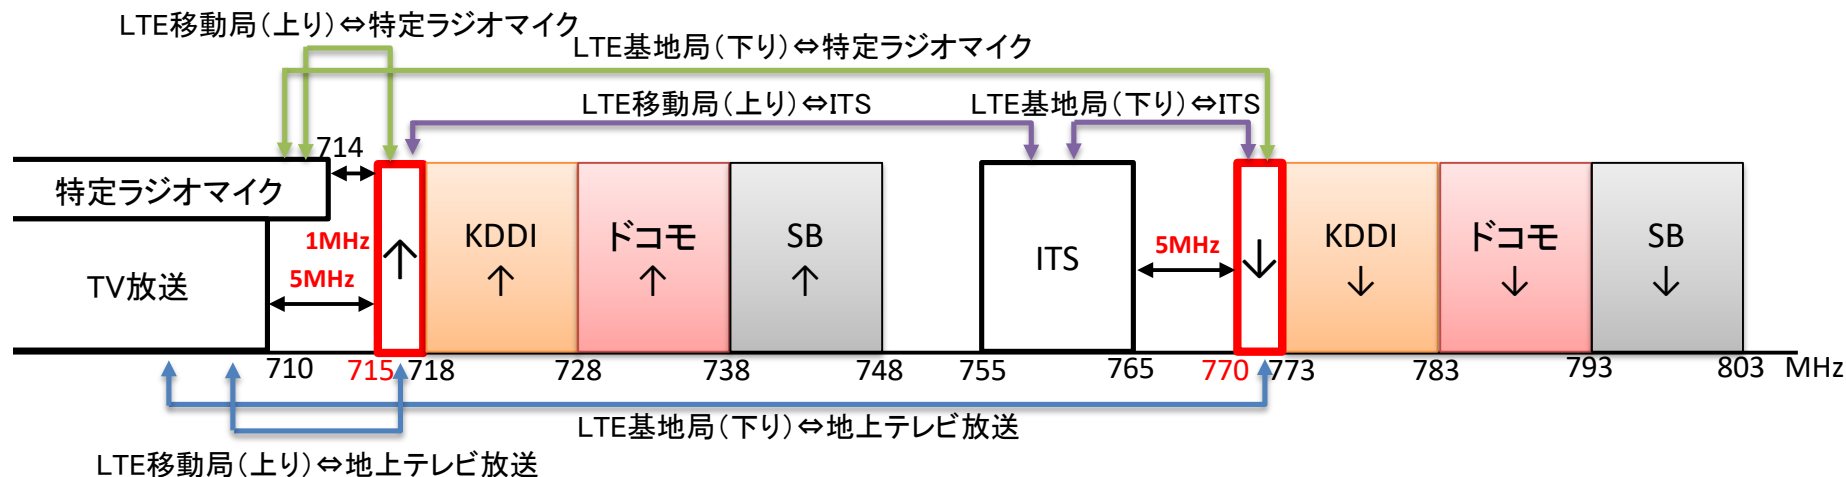 LTE移動局(上り)⇔特定ラジオマイク
LTE基地局(下り)⇔特定ラジオマイク
LTE移動局(上り)⇔ITS
LTE基地局(下り)⇔ITS
714
特定ラジオマイク
TV放送
1MHz
5MHz
↑
KDDI
↑
ドコモ
↑
SB
↑
ITS
5MHz
↓
KDDI
↓
ドコモ
↓
SB
↓
710 715 718 728 738 748 755 765 770 773 783 793 803 MHz
LTE基地局(下り)⇔地上テレビ放送
LTE移動局(上り)⇔地上テレビ放送